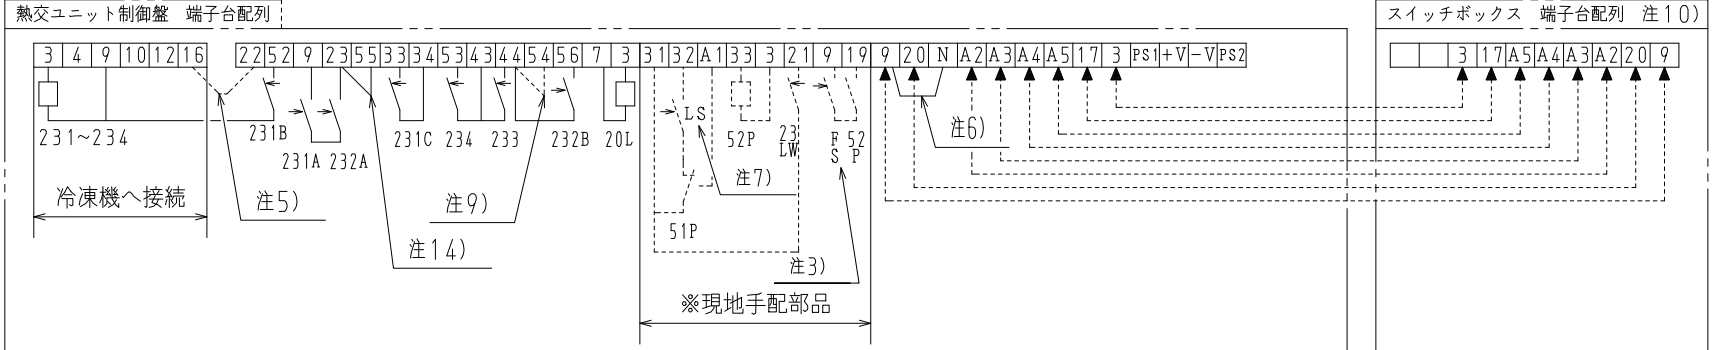 熱交ユニット制御盤 端子台配列
スイッチボックス 端子台配列 注10)
3 4 9 10 12 16
22 52 9 23 55 33 34 53 43 44 54 56 7 3 31 32 A1 33 3 21 9 19 9 20 N A2 A3 A4 A5 17 3 PS1 +V -V PS2
3 17 A5 A4 A3 A2 20 9
231~234
231B
231A 232A
231C 234 233 232B 20L
LS
52P
23
LW
F 52
S P
51P
注6)
注7)
冷凍機へ接続
注5)
注9)
注14)
注3)
※現地手配部品